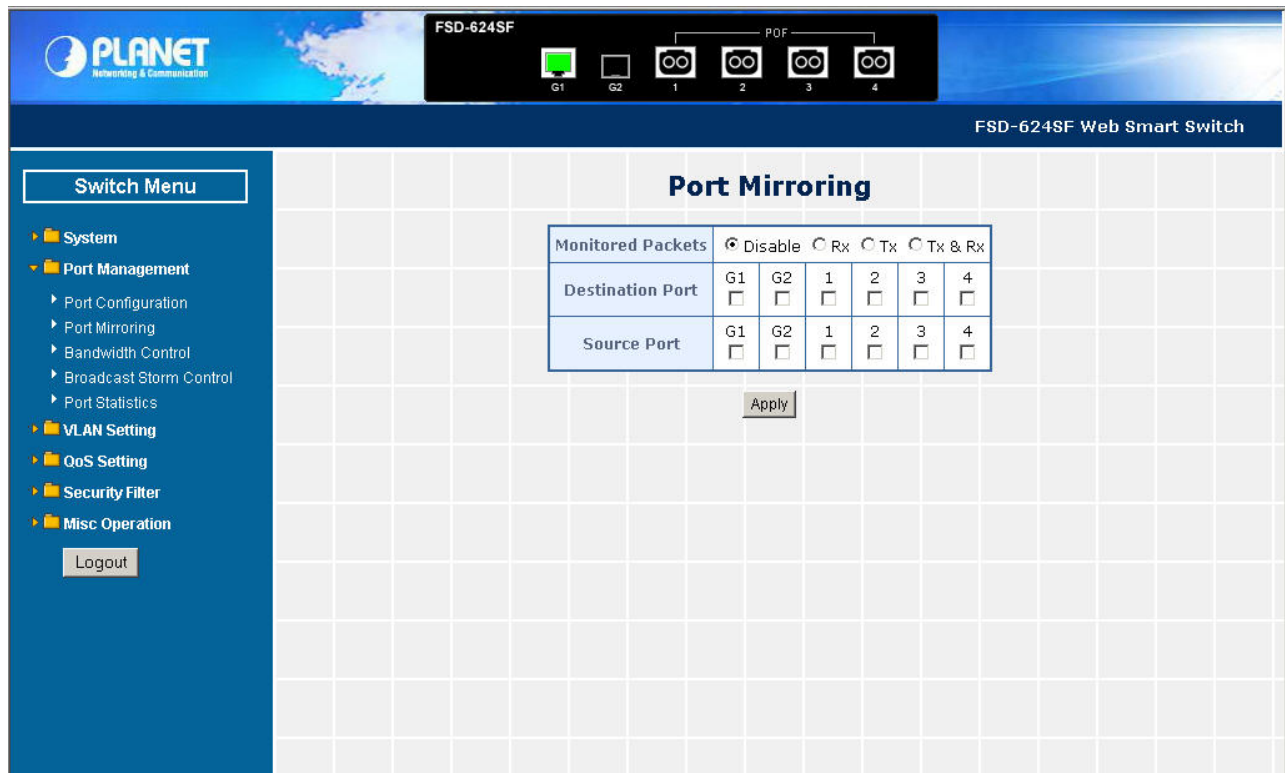 PLANET
Networking & Communication
FSD-624SF
POF
G1 G2 1 2 3 4
FSD-624SF Web Smart Switch
Switch Menu
System
Port Management
Port Configuration
Port Mirroring
Bandwidth Control
Broadcast Storm Control
Port Statistics
VLAN Setting
QoS Setting
Security Filter
Misc Operation
Logout
Port Mirroring
Monitored Packets Disable Rx Tx Tx & Rx
Destination Port G1 G2 1 2 3 4
Source Port G1 G2 1 2 3 4
Apply